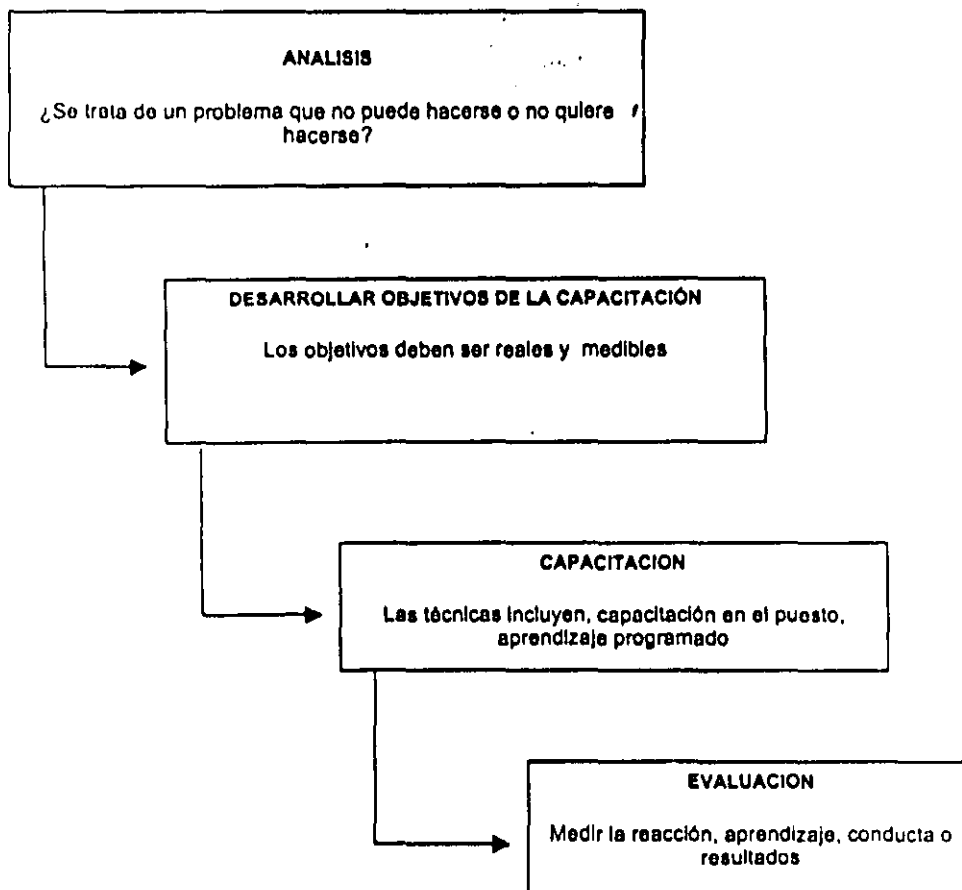 ANALISIS
¿Se trata de un problema que no puede hacerse o no quiere
hacerse?
DESARROLLAR OBJETIVOS DE LA CAPACITACIÓN
Los objetivos deben ser reales y medibles
CAPACITACION
Las técnicas incluyen, capacitación en el puesto,
aprendizaje programado
EVALUACION
Medir la reacción, aprendizaje, conducta o
resultados